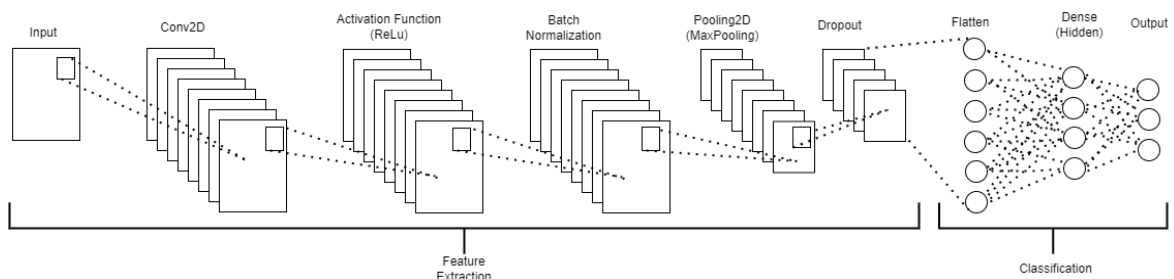 Input
Conv2D
Activation Function
(ReLu)
Batch
Normalization
Pooling2D
(MaxPooling)
Dropout
Flatten
Dense
(Hidden)
Output
Feature
Extraction
Classification